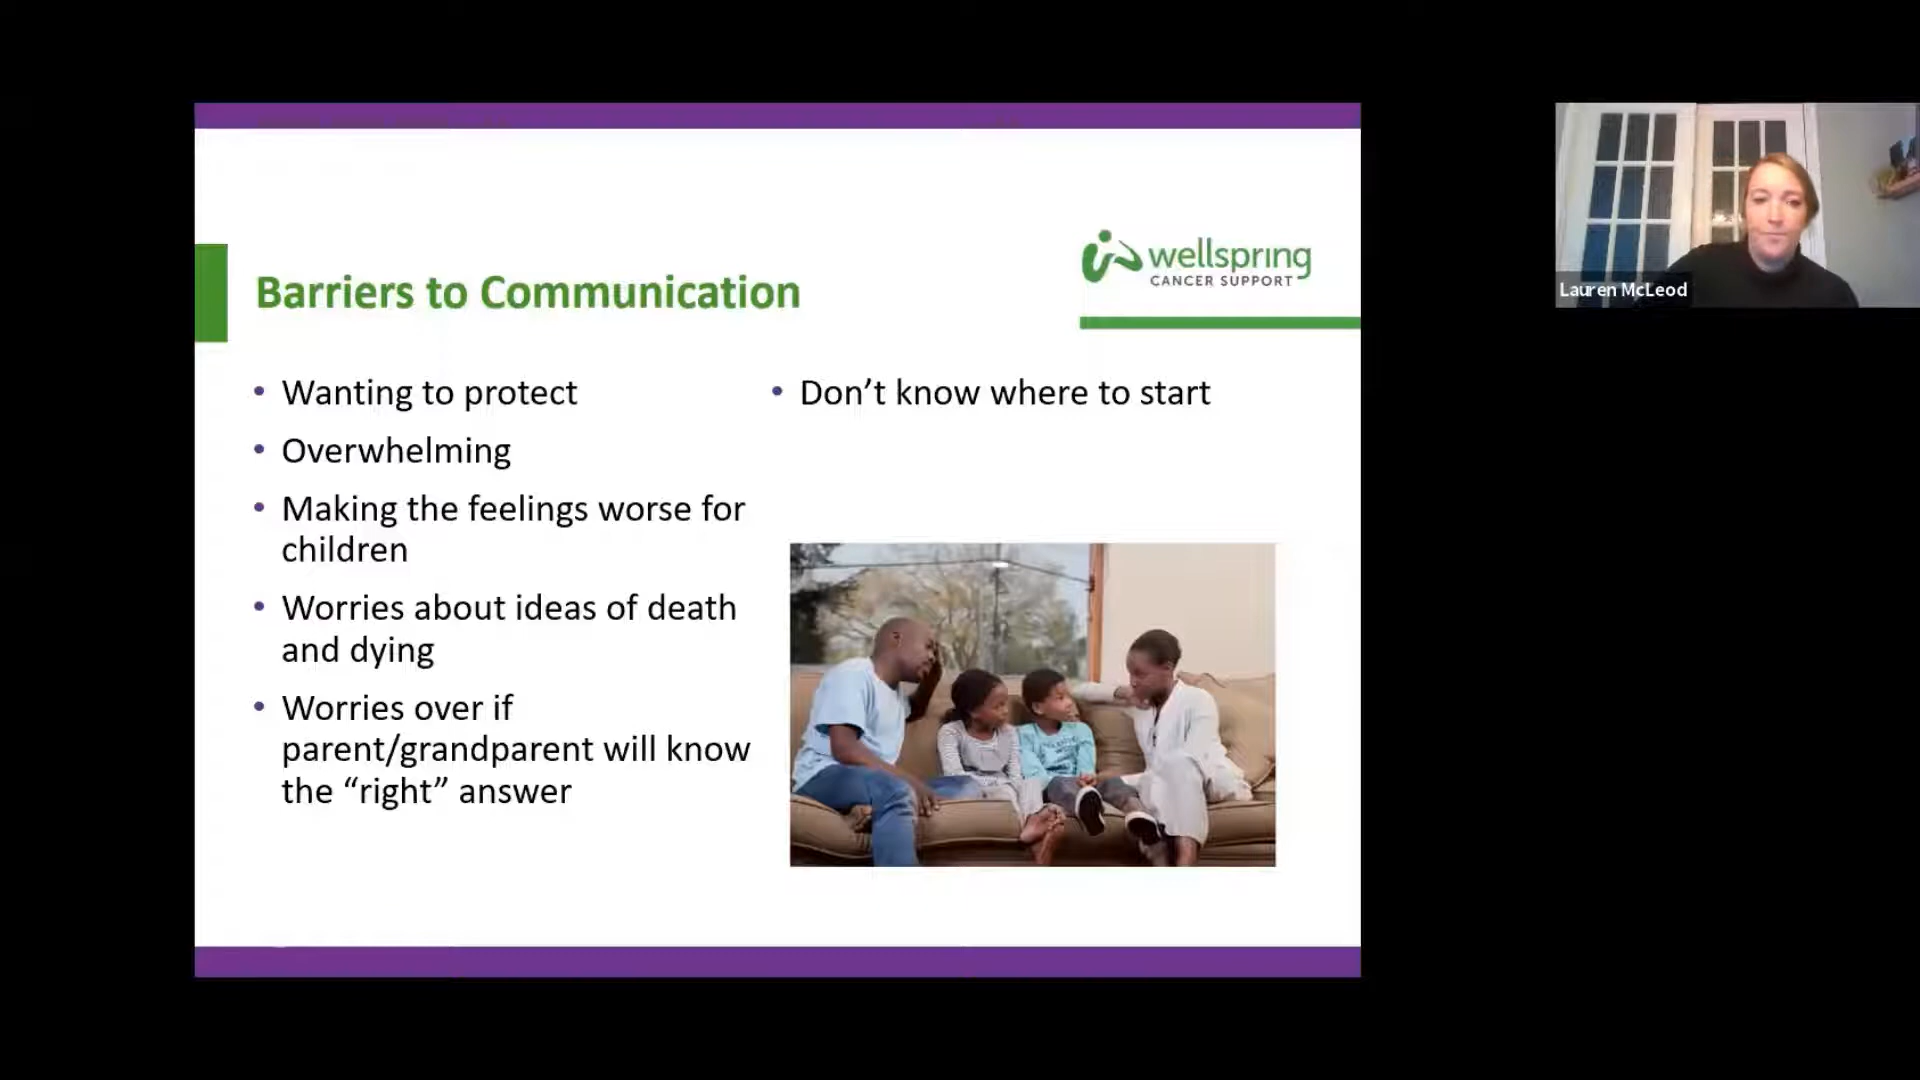 Barriers to Communication
wellspring
CANCER SUPPORT
• Wanting to protect
• Overwhelming
• Making the feelings worse for
children
• Worries about ideas of death
and dying
• Worries over if
parent/grandparent will know
the “right” answer
• Don’t know where to start
Lauren McLeod